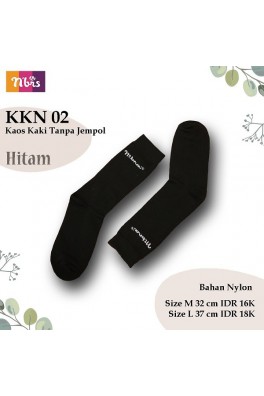 Nbrs
KKN 02
Kaos Kaki Tanpa Jempol
Hitam
Bahan Nylon
Size M 32 cm IDR 16K
Size L 37 cm IDR 18K